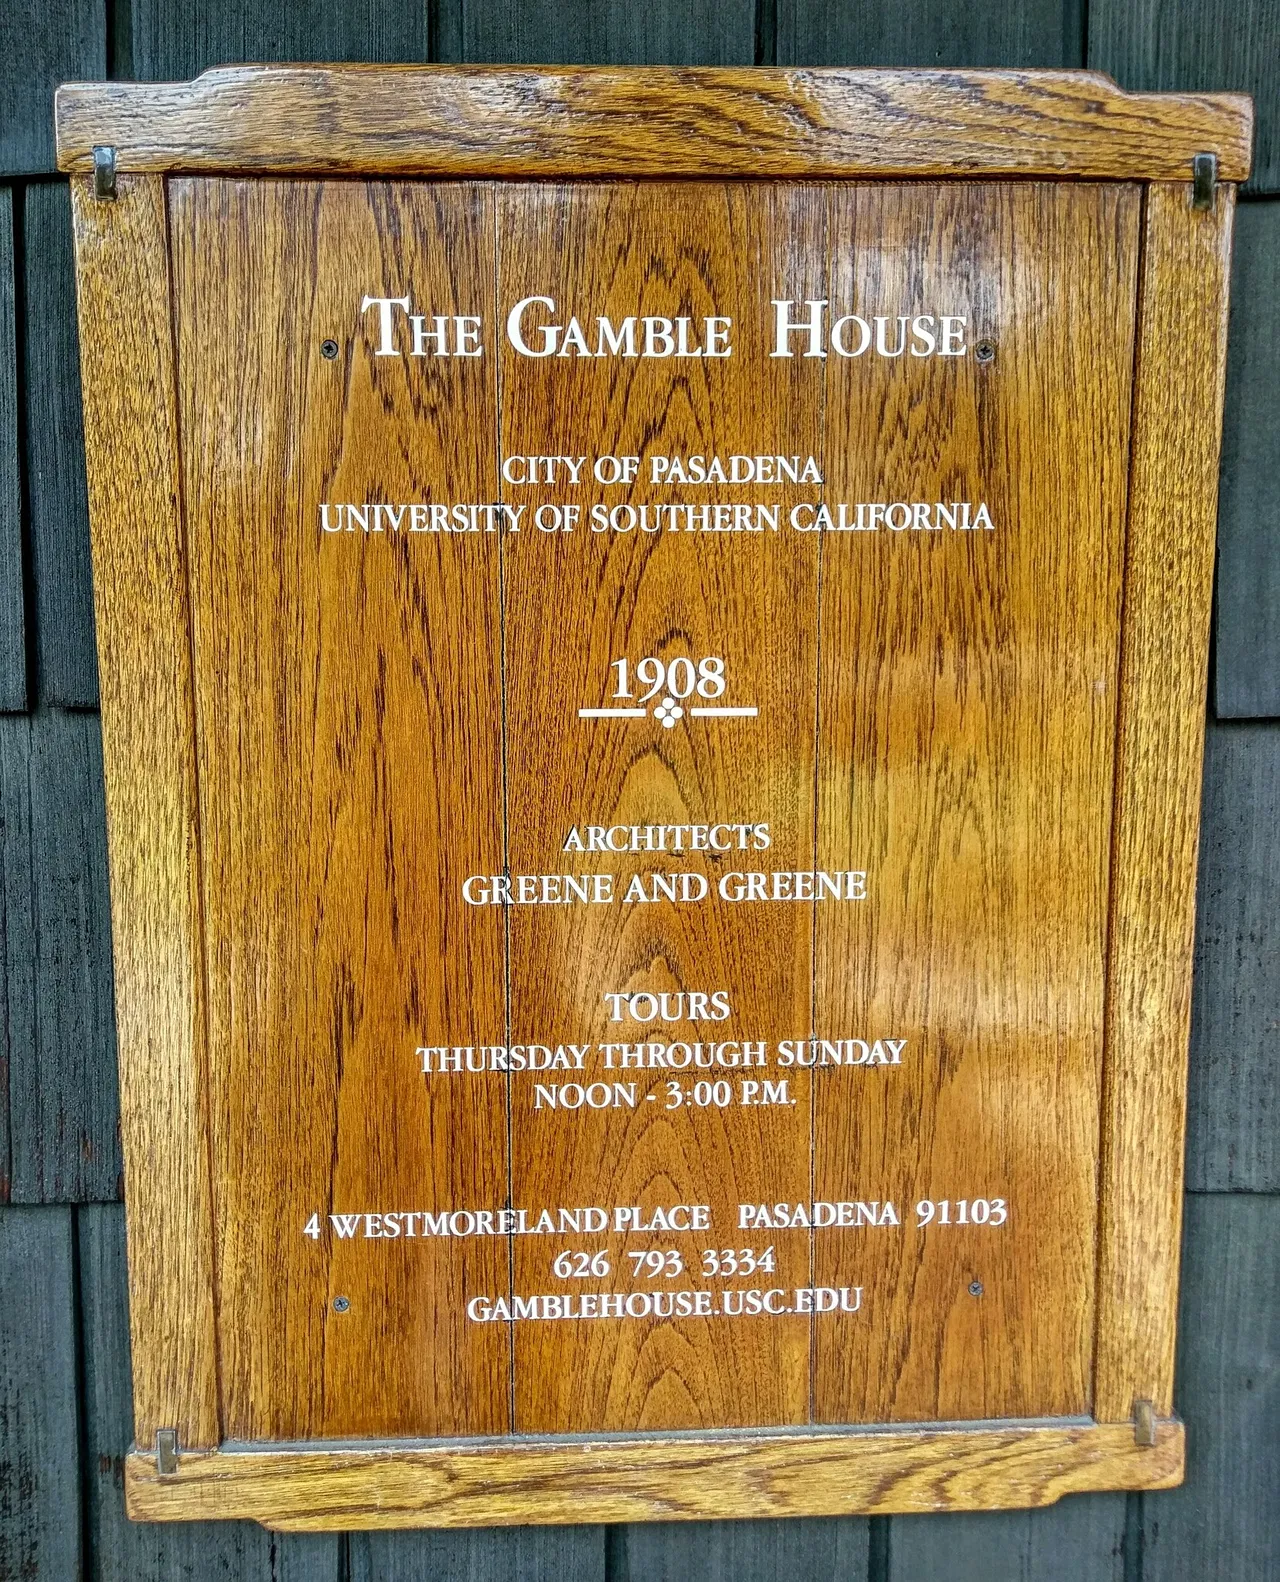 The Gamble House
CITY OF PASADENA
UNIVERSITY OF SOUTHERN CALIFORNIA
1908
ARCHITECTS
GREENE AND GREENE
TOURS
THURSDAY THROUGH SUNDAY
NOON - 3:00 P.M.
4 WESTMORELAND PLACE PASADENA 91103
626 793 3334
GAMBLEHOUSE.USC.EDU